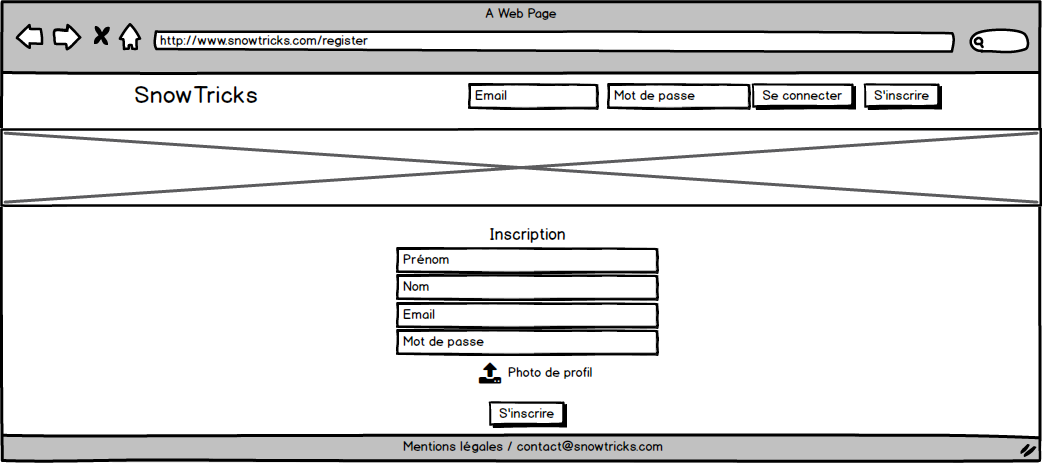 A Web Page
http://www.snowtricks.com/register
SnowTricks
Email
Mot de passe
Se connecter
S'inscrire
Inscription
Prénom
Nom
Email
Mot de passe
Photo de profil
S'inscrire
Mentions légales / contact@snowtricks.com